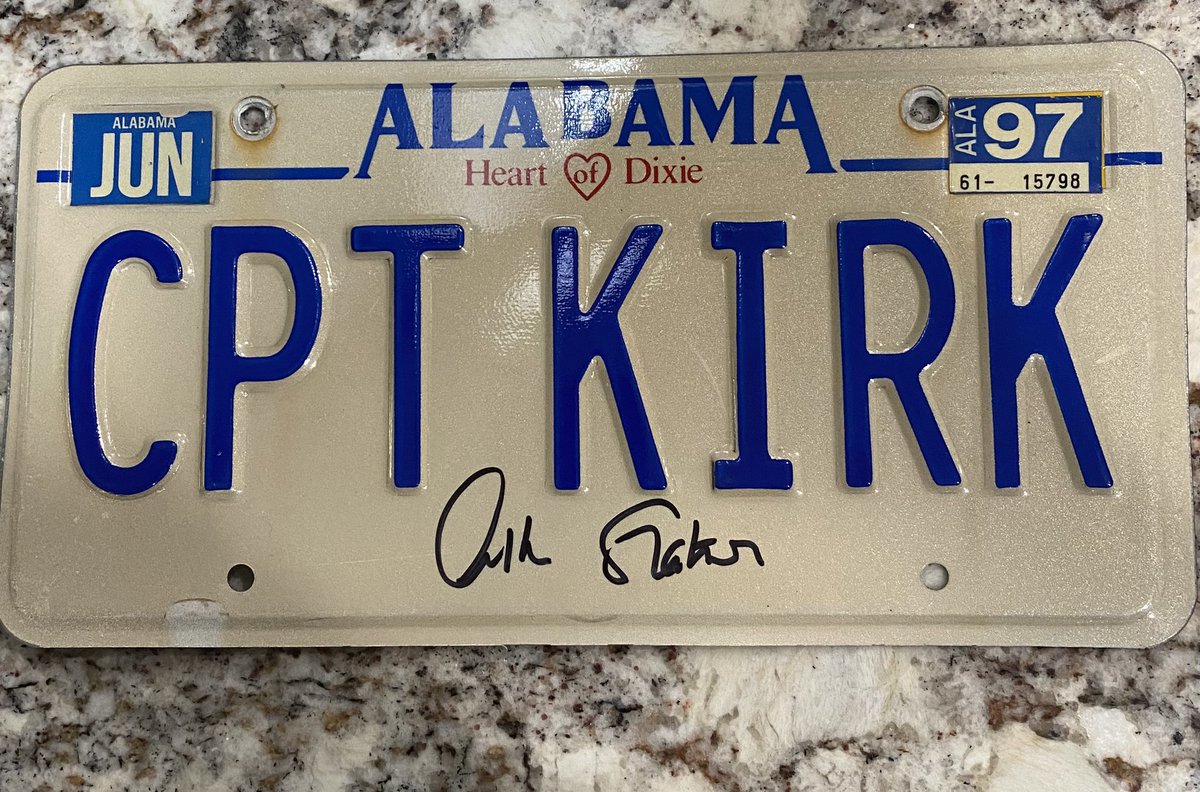 ALABAMA
JUN
ALABAMA
Heart of Dixie
ALA 97
61- 15798
CPT KIRK